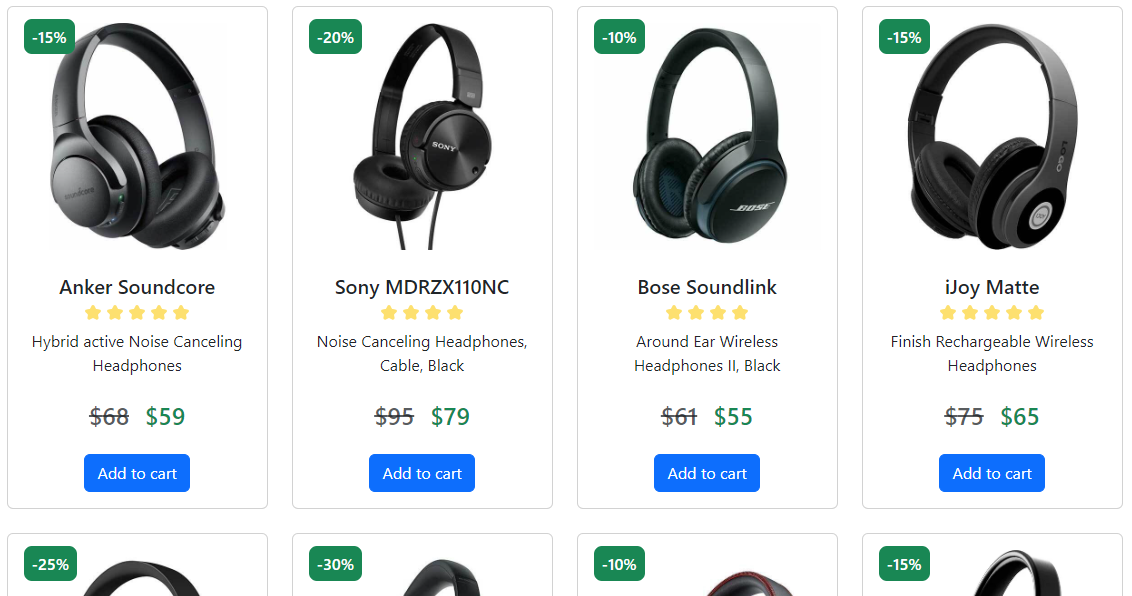 -15%
soundcore
Anker Soundcore
Hybrid active Noise Canceling
Headphones
$68 $59
Add to cart
-20%
SONY
Sony MDRZX110NC
Noise Canceling Headphones,
Cable, Black
$95 $79
Add to cart
-10%
BOSE
Bose Soundlink
Around Ear Wireless
Headphones II, Black
$61 $55
Add to cart
-15%
LOGO
iJoy Matte
Finish Rechargeable Wireless
Headphones
$75 $65
Add to cart
-25%
-30%
-10%
-15%